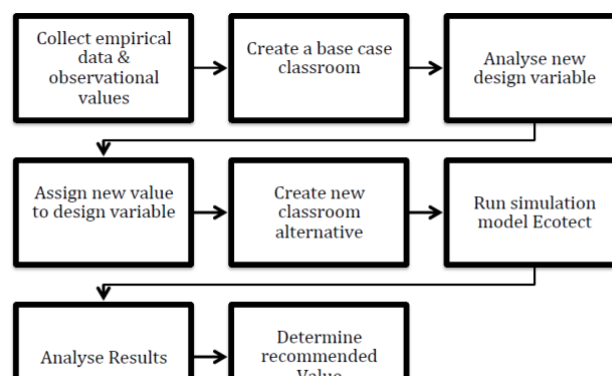 Collect empirical
data &
observational
values
Create a base case
classroom
Analyse new
design variable
Assign new value
to design variable
Create new
classroom
alternative
Run simulation
model Ecotect
Analyse Results
Determine
recommended
Value